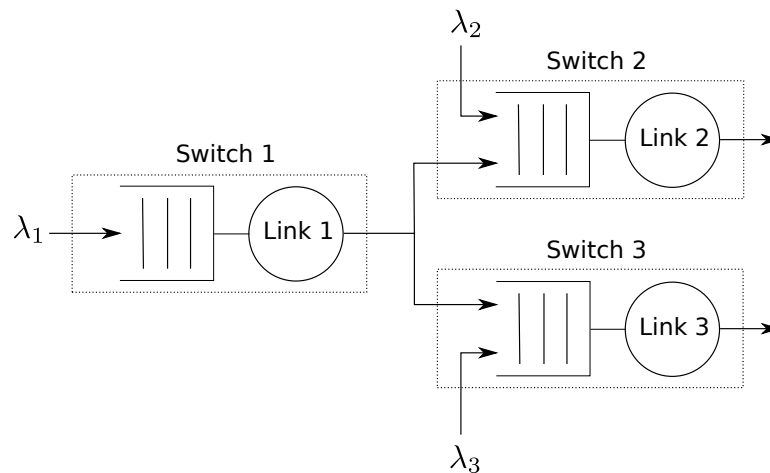 λ₂
Switch 2
Link 2
Switch 1
λ₁
Link 1
Switch 3
Link 3
λ₃